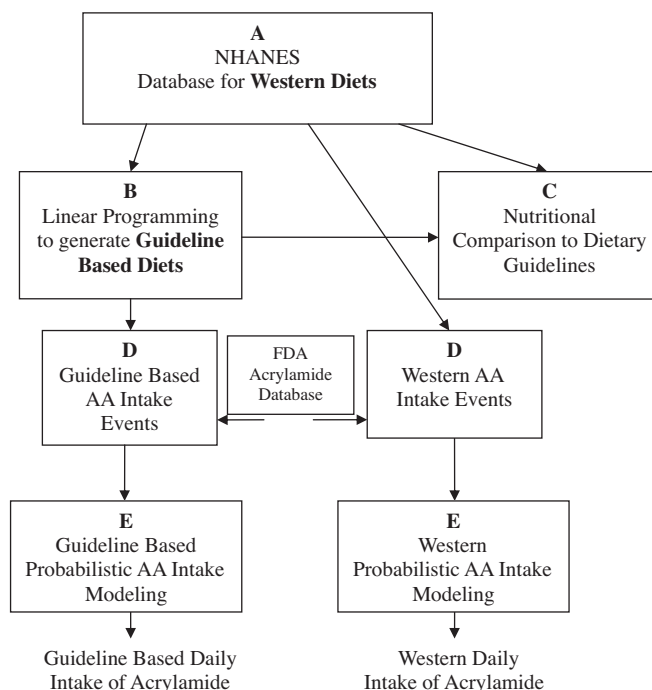 A
NHANES
Database for Western Diets
B
Linear Programming
to generate Guideline
Based Diets
C
Nutritional
Comparison to Dietary
Guidelines
D
Guideline Based
AA Intake
Events
FDA
Acrylamide
Database
D
Western AA
Intake Events
E
Guideline Based
Probabilistic AA Intake
Modeling
E
Western
Probabilistic AA Intake
Modeling
Guideline Based Daily
Intake of Acrylamide
Western Daily
Intake of Acrylamide